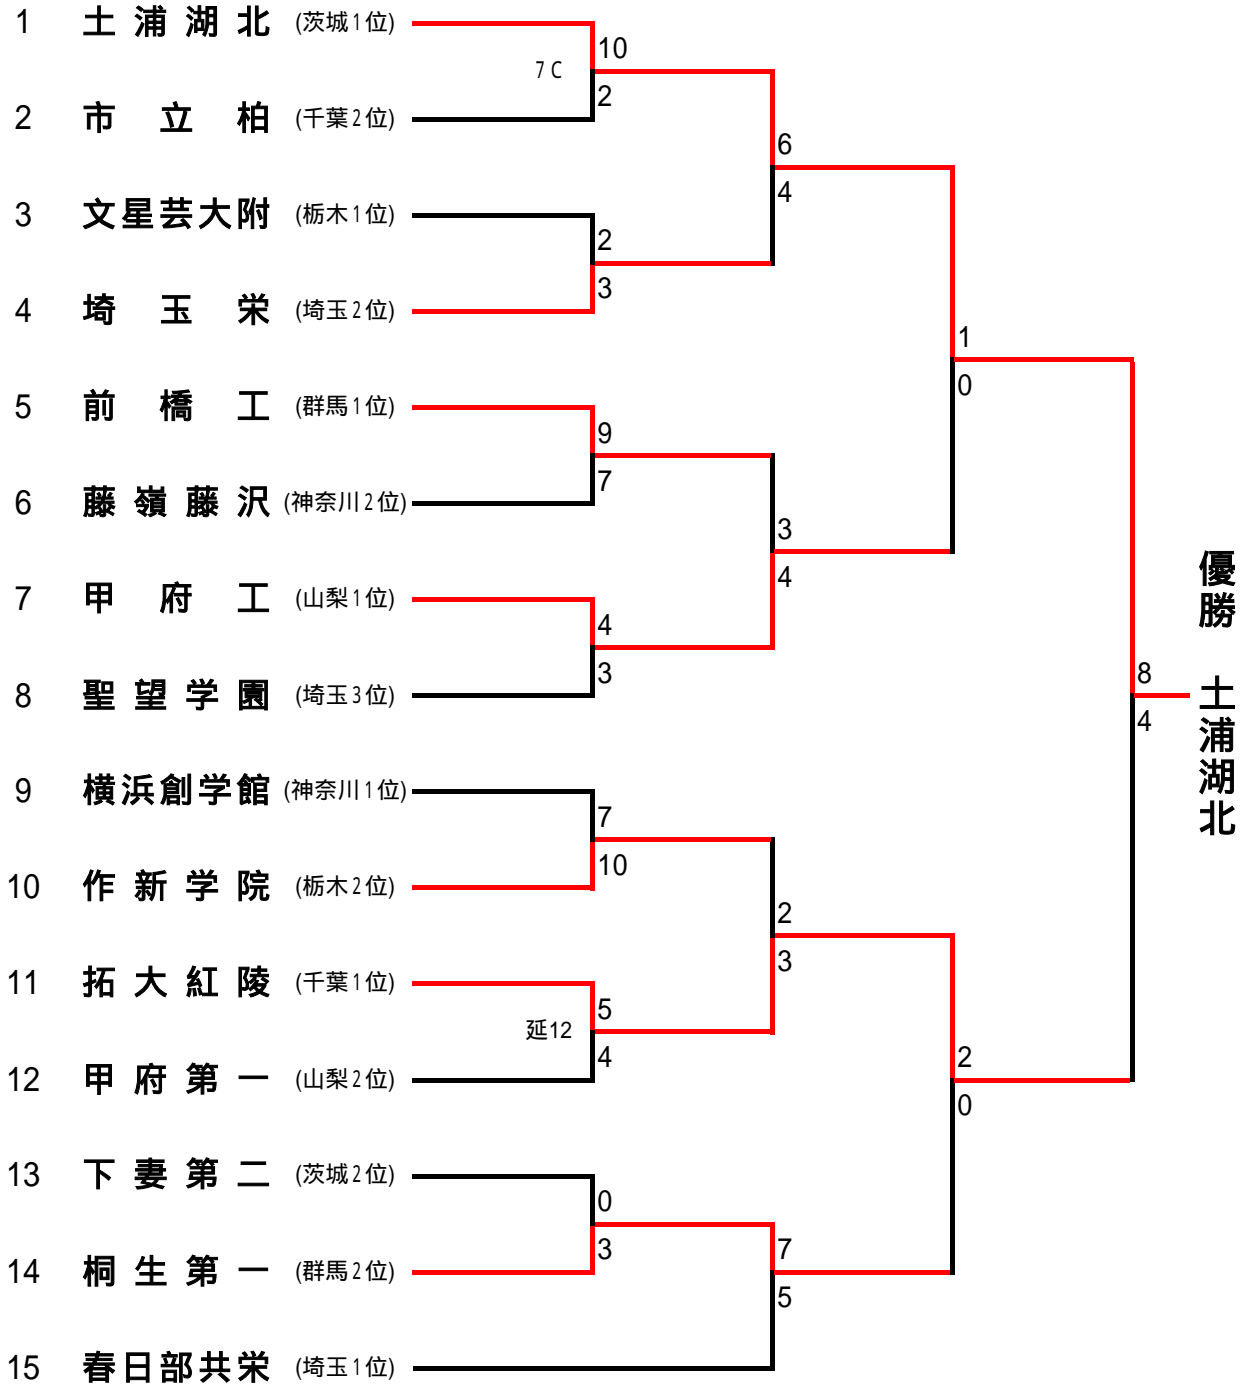 1 土浦湖北 (茨城1位)
10
7C
2
2 市立柏 (千葉2位)
6
4
3 文星芸大附 (栃木1位)
2
3
4 埼玉栄 (埼玉2位)
1
0
5 前橋工 (群馬1位)
9
7
6 藤嶺藤沢 (神奈川2位)
3
4
7 甲府工 (山梨1位)
4
3
8 聖望学園 (埼玉3位)
8
4
優勝 土浦湖北
9 横浜創学館 (神奈川1位)
7
10
10 作新学院 (栃木2位)
2
3
11 拓大紅陵 (千葉1位)
5
延12
4
12 甲府第一 (山梨2位)
2
0
13 下妻第二 (茨城2位)
0
3
14 桐生第一 (群馬2位)
7
5
15 春日部共栄 (埼玉1位)